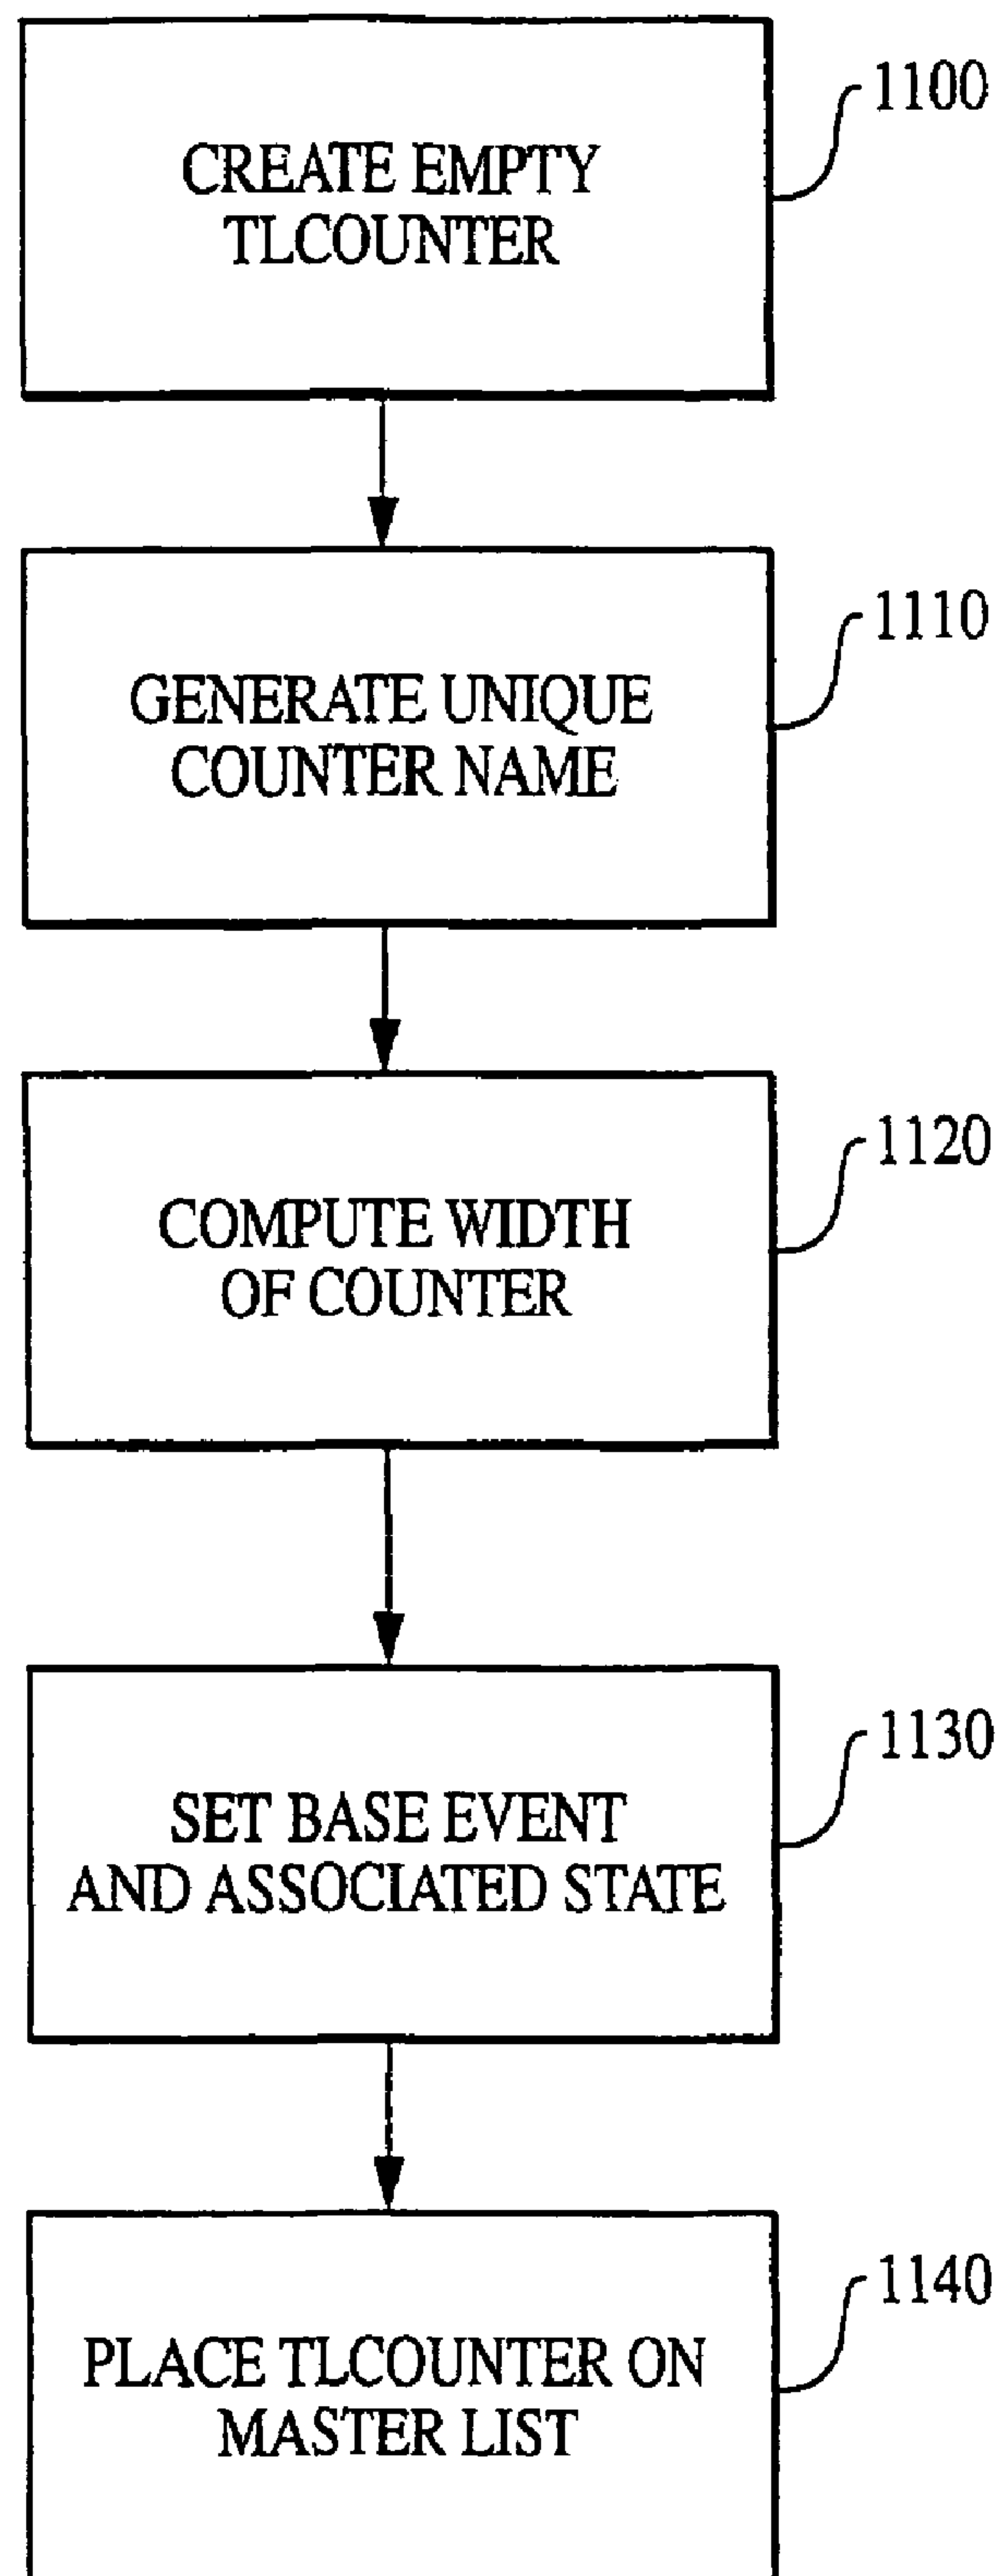 CREATE EMPTY
TLCOUNTER
1100
GENERATE UNIQUE
COUNTER NAME
1110
COMPUTE WIDTH
OF COUNTER
1120
SET BASE EVENT
AND ASSOCIATED STATE
1130
PLACE TLCOUNTER ON
MASTER LIST
1140